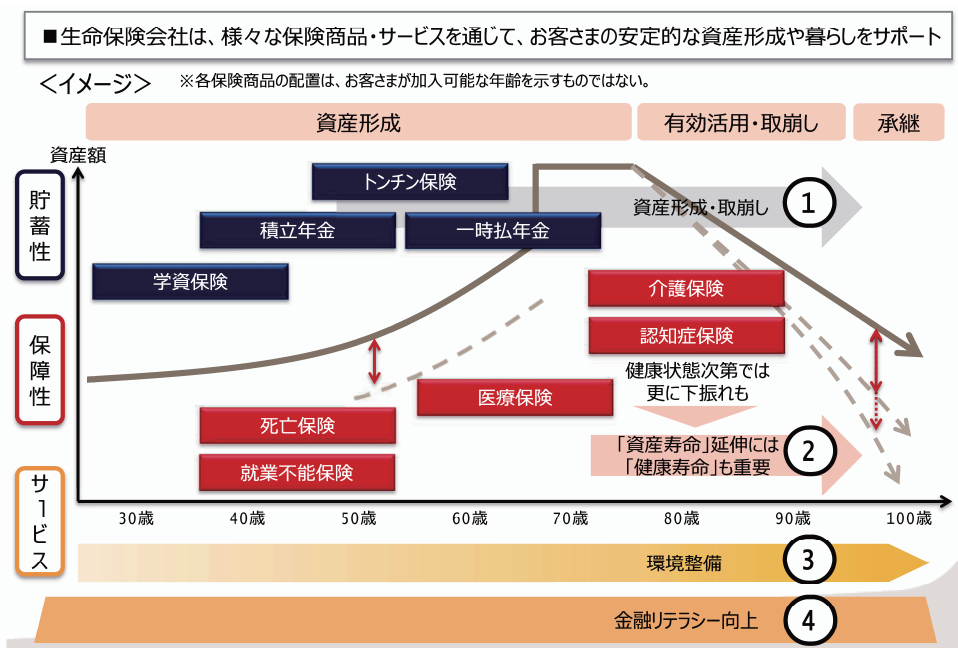 ■生命保険会社は、様々な保険商品・サービスを通じて、お客さまの安定的な資産形成や暮らしをサポート
＜イメージ＞
※各保険商品の配置は、お客さまが加入可能な年齢を示すものではない。
資産形成
有効活用・取崩し
承継
資産額
貯蓄性
トンチン保険
資産形成・取崩し
1
積立年金
一時払年金
学資保険
保障性
介護保険
認知症保険
健康状態次第では
更に下振れも
医療保険
死亡保険
就業不能保険
「資産寿命」延伸には
「健康寿命」も重要
2
サービス
30歳
40歳
50歳
60歳
70歳
80歳
90歳
100歳
環境整備
3
金融リテラシー向上
4